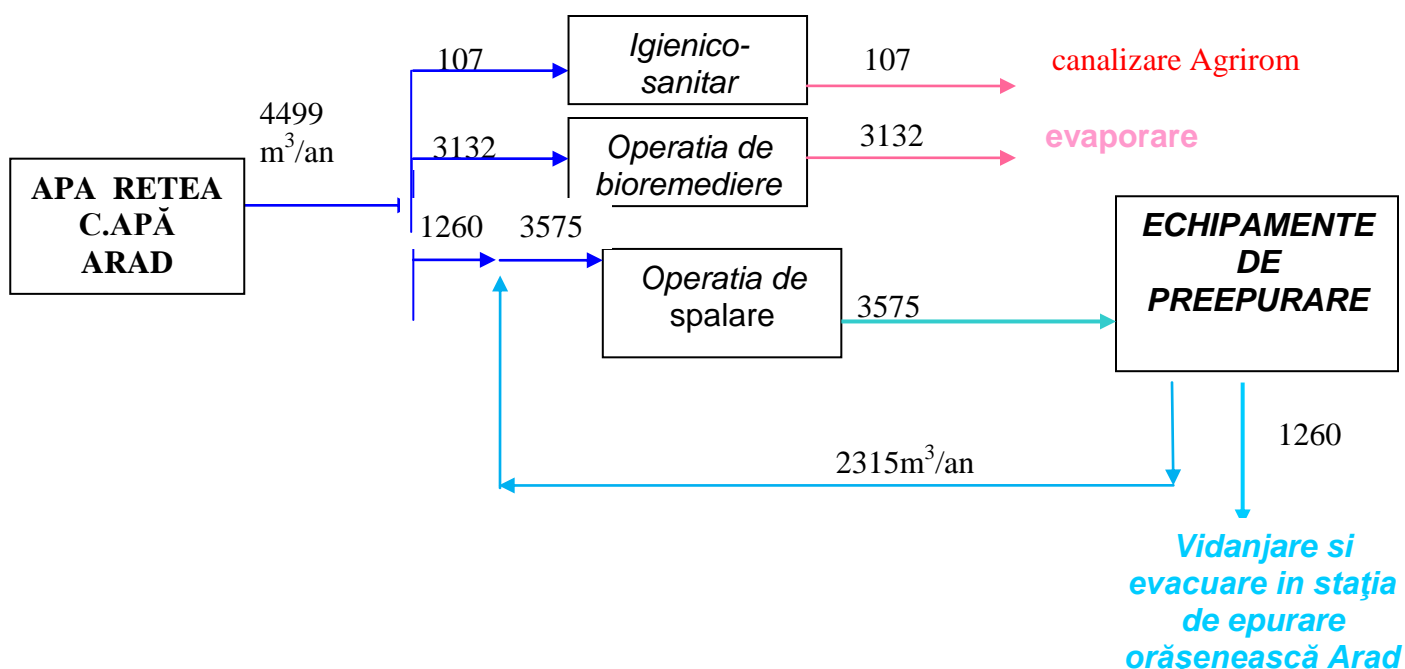 4499
m³/an
APA RETEA
C.APĂ
ARAD
107
Igienico-
sanitar
107
canalizare Agrirom
3132
Operatia de
bioremediere
3132
evaporare
1260
3575
Operatia de
spalare
3575
ECHIPAMENTE
DE
PREEPURARE
2315m³/an
1260
Vidanjare si
evacuare in staţia
de epurare
orăşenească Arad